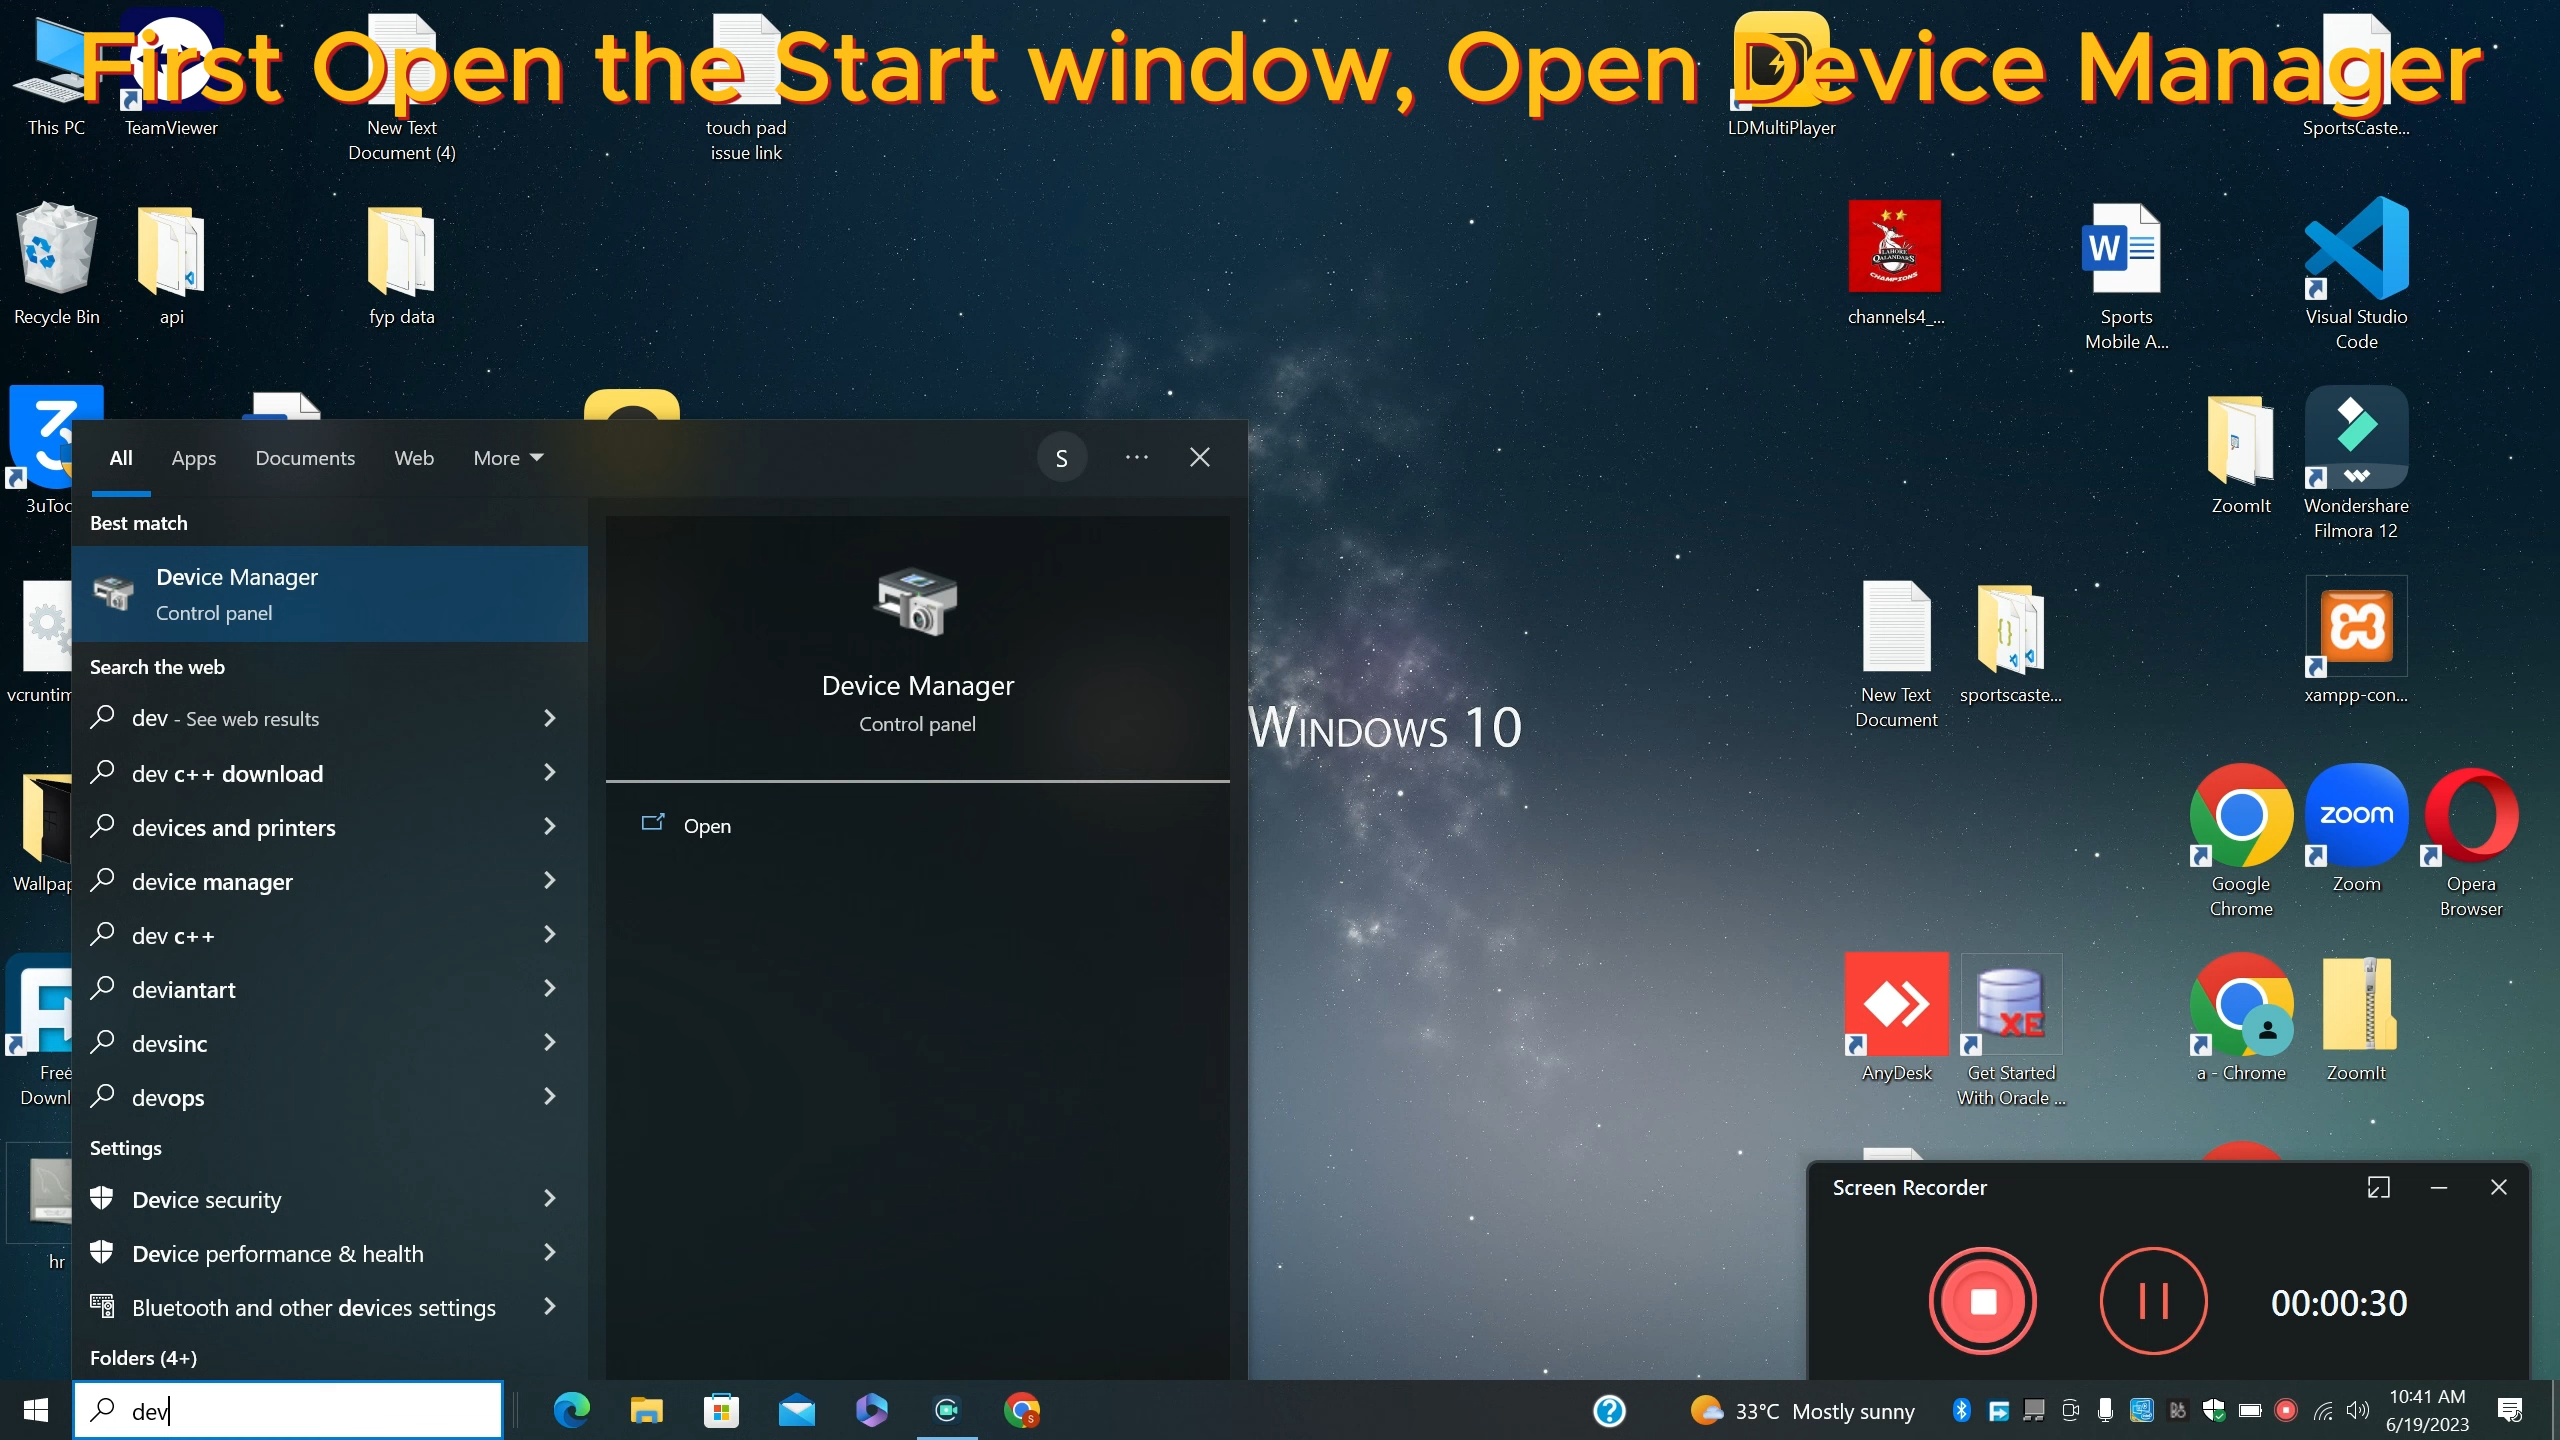 First Open the Start window, Open Device Manager
This PC
TeamViewer
New Text
Document (4)
touch pad
issue link
LDMultiPlayer
SportsCaste...
Recycle Bin
api
fyp data
LAHORE
QALANDARS
CHAMPIONS
channels4_...
W
Sports
Mobile A...
Visual Studio
Code
3uToo
ZoomIt
Wondershare
Filmora 12
All
Apps
Documents
Web
More
S
Best match
Device Manager
Control panel
Search the web
dev - See web results
dev c++ download
devices and printers
device manager
dev c++
deviantart
devsinc
devops
Settings
Device security
Device performance & health
Bluetooth and other devices settings
Folders (4+)
dev
Device Manager
Control panel
Open
vcruntim
Wallpap
Free
Downl
hr
WINDOWS 10
New Text
Document
sportscaste...
xampp-con...
Google
Chrome
zoom
Zoom
Opera
Browser
AnyDesk
XE
Get Started
With Oracle ...
a - Chrome
ZoomIt
Screen Recorder
00:00:30
33°C Mostly sunny
10:41 AM
6/19/2023